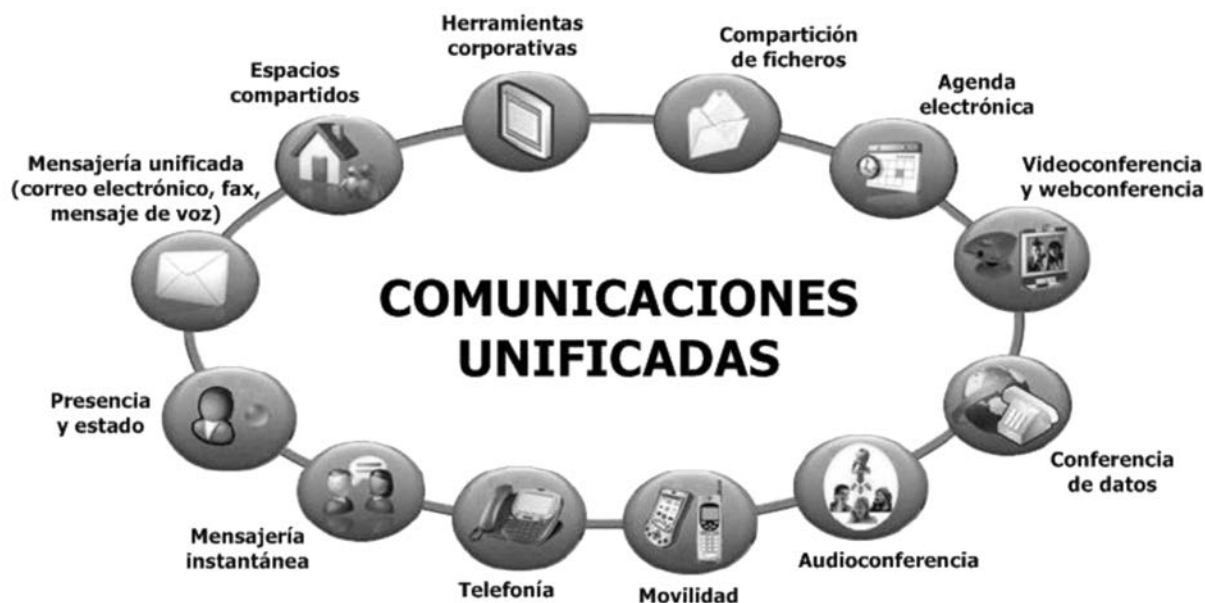 Herramientas
corporativas
Compartición
de ficheros
Espacios
compartidos
Agenda
electrónica
Mensajería unificada
(correo electrónico, fax,
mensaje de voz)
Videoconferencia
y webconferencia
COMUNICACIONES
UNIFICADAS
Presencia
y estado
Conferencia
de datos
Mensajería
instantánea
Telefonía
Movilidad
Audioconferencia